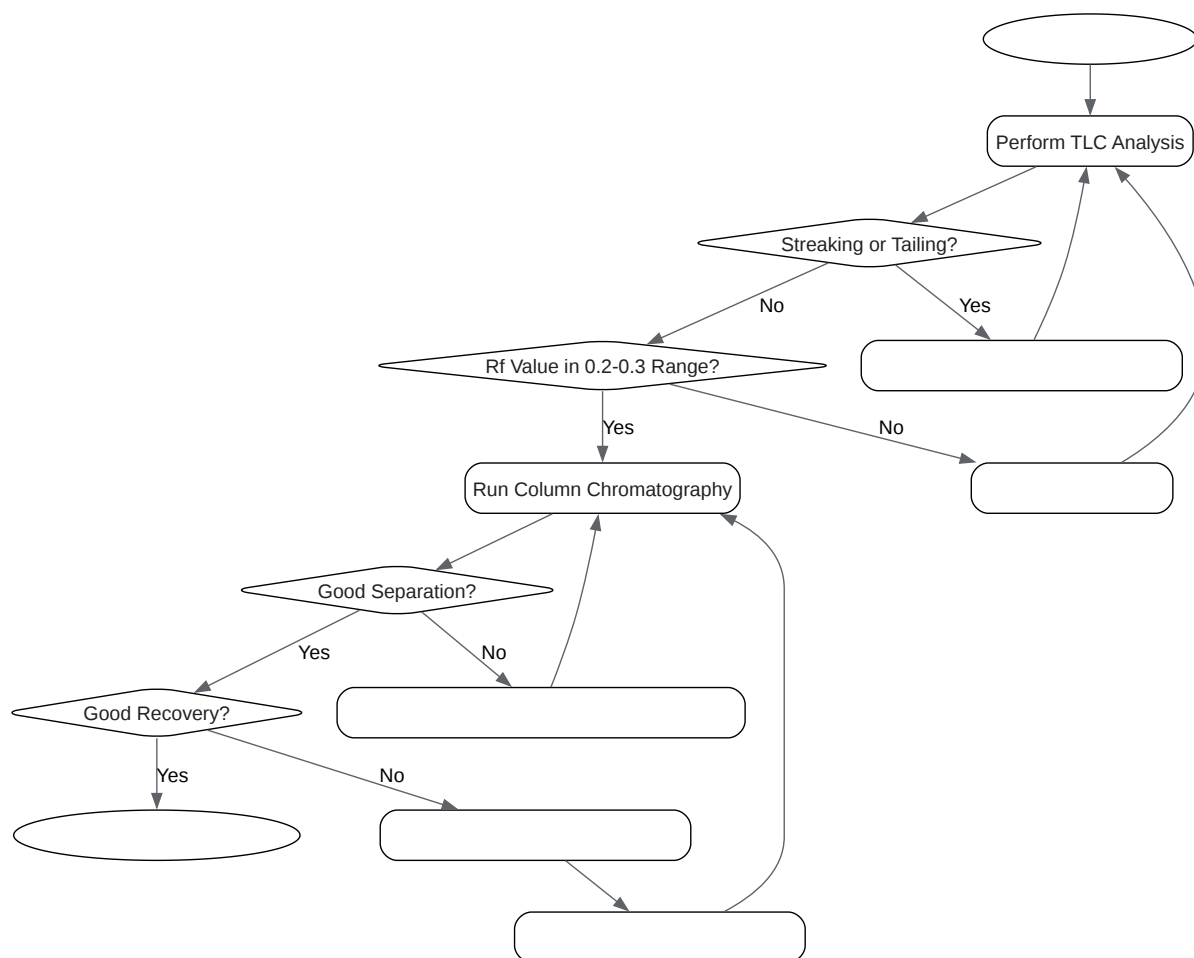 Perform TLC Analysis
Streaking or Tailing?
No
Yes
Rf Value in 0.2-0.3 Range?
Yes
No
Run Column Chromatography
Good Separation?
Yes
No
Good Recovery?
Yes
No